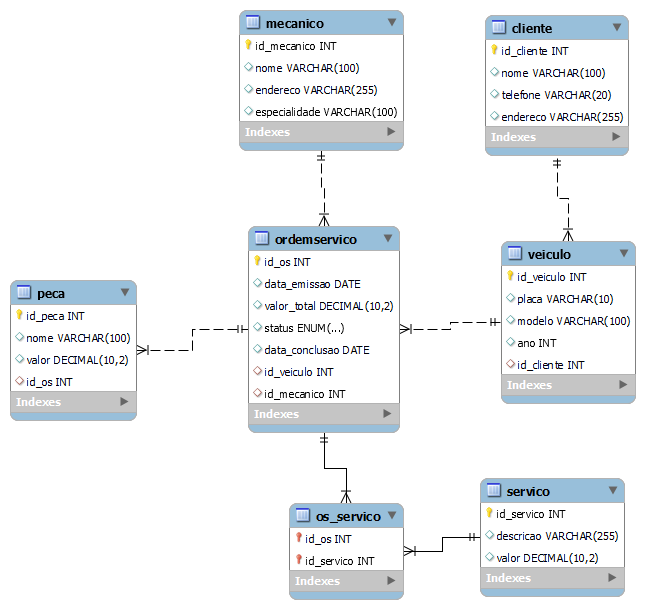 mecanico
id_mecanico INT
nome VARCHAR(100)
endereco VARCHAR(255)
especialidade VARCHAR(100)
Indexes
cliente
id_cliente INT
nome VARCHAR(100)
telefone VARCHAR(20)
endereco VARCHAR(255)
Indexes
ordemservico
id_os INT
data_emissao DATE
valor_total DECIMAL(10,2)
status ENUM(...)
data_conclusao DATE
id_veiculo INT
id_mecanico INT
Indexes
veiculo
id_veiculo INT
placa VARCHAR(10)
modelo VARCHAR(100)
ano INT
id_cliente INT
Indexes
peca
id_peca INT
nome VARCHAR(100)
valor DECIMAL(10,2)
id_os INT
Indexes
os_servico
id_os INT
id_servico INT
Indexes
servico
id_servico INT
descricao VARCHAR(255)
valor DECIMAL(10,2)
Indexes